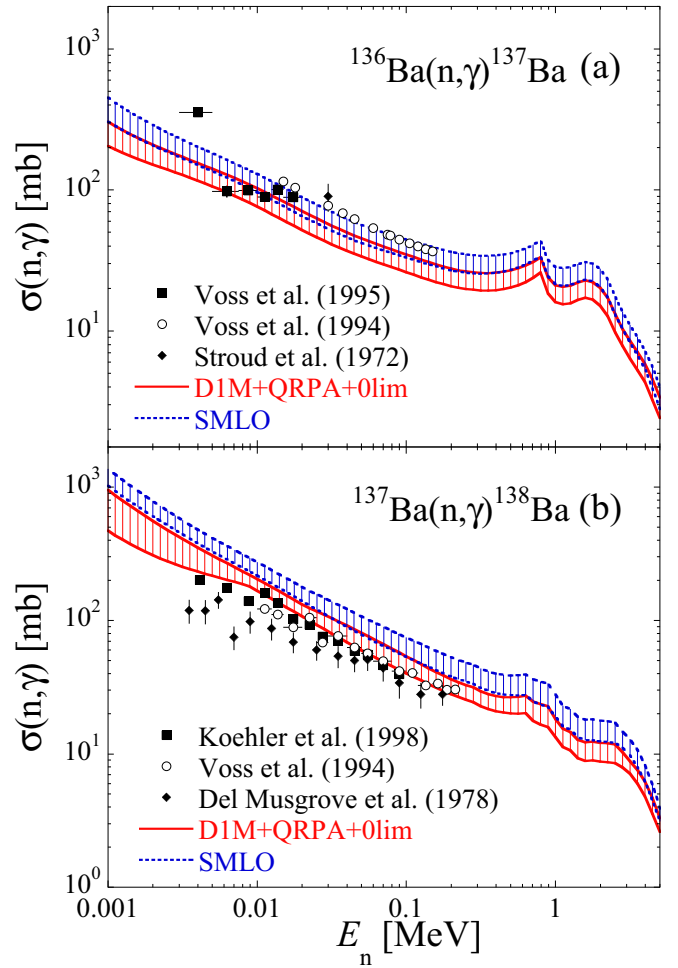 ¹³⁶Ba(n,γ)¹³⁷Ba (a)
σ(n,γ) [mb]
10³
10²
10¹
Voss et al. (1995)
Voss et al. (1994)
Stroud et al. (1972)
D1M+QRPA+0lim
SMLO
¹³⁷Ba(n,γ)¹³⁸Ba (b)
σ(n,γ) [mb]
10³
10²
10¹
10⁰
Koehler et al. (1998)
Voss et al. (1994)
Del Musgrove et al. (1978)
D1M+QRPA+0lim
SMLO
0.001 0.01 0.1 1
Eₙ [MeV]